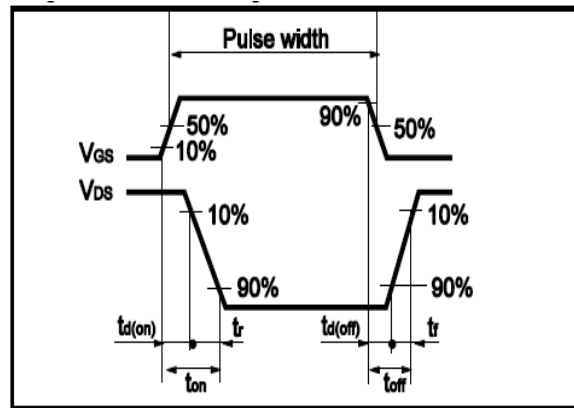 Pulse width
90%
50% 50%
10%
VGS
VDS
10% 10%
90% 90%
td(on) tr td(off) tf
ton toff